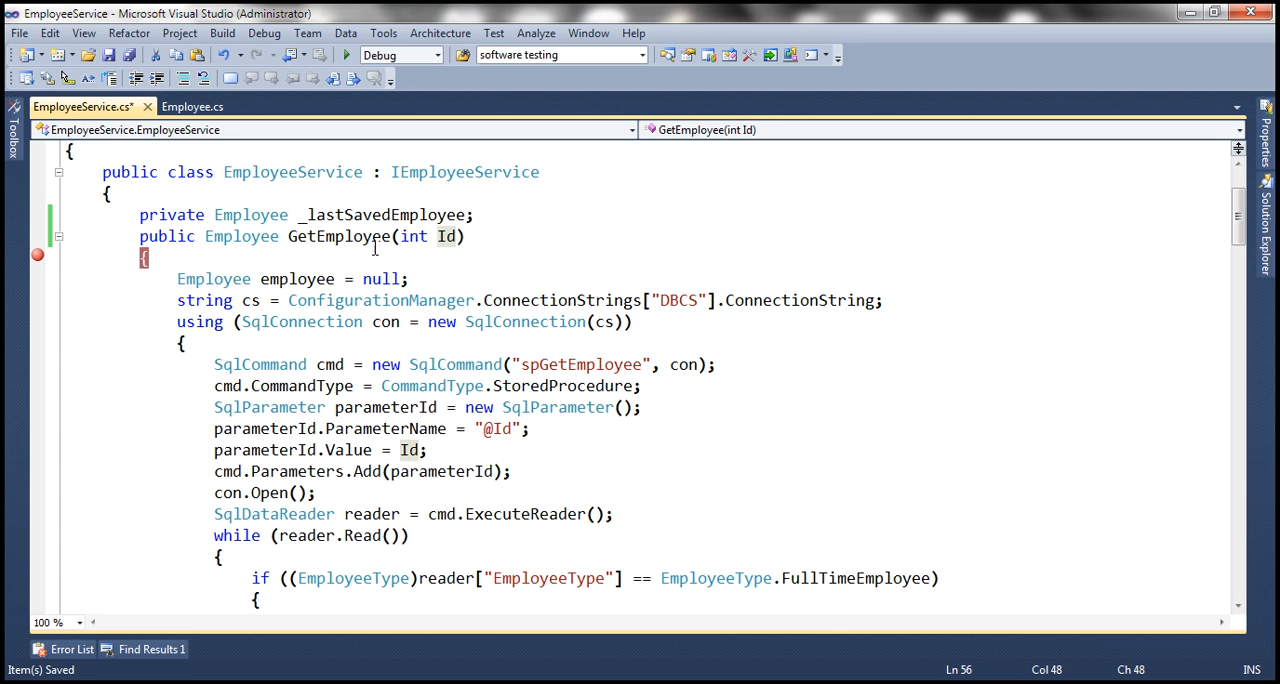 EmployeeService - Microsoft Visual Studio (Administrator)
File Edit View Refactor Project Build Debug Team Data Tools Architecture Test Analyze Window Help
Debug software testing
EmployeeService.cs* Employee.cs
EmployeeService.EmployeeService GetEmployee(int Id)
Toolbox
Properties
Solution Explorer
{
public class EmployeeService : IEmployeeService
{
private Employee _lastSavedEmployee;
public Employee GetEmployee(int Id)
{
Employee employee = null;
string cs = ConfigurationManager.ConnectionStrings["DBCS"].ConnectionString;
using (SqlConnection con = new SqlConnection(cs))
{
SqlCommand cmd = new SqlCommand("spGetEmployee", con);
cmd.CommandType = CommandType.StoredProcedure;
SqlParameter parameterId = new SqlParameter();
parameterId.ParameterName = "@Id";
parameterId.Value = Id;
cmd.Parameters.Add(parameterId);
con.Open();
SqlDataReader reader = cmd.ExecuteReader();
while (reader.Read())
{
if ((EmployeeType)reader["EmployeeType"] == EmployeeType.FullTimeEmployee)
{
100 %
Error List Find Results 1
Item(s) Saved Ln 56 Col 48 Ch 48 INS